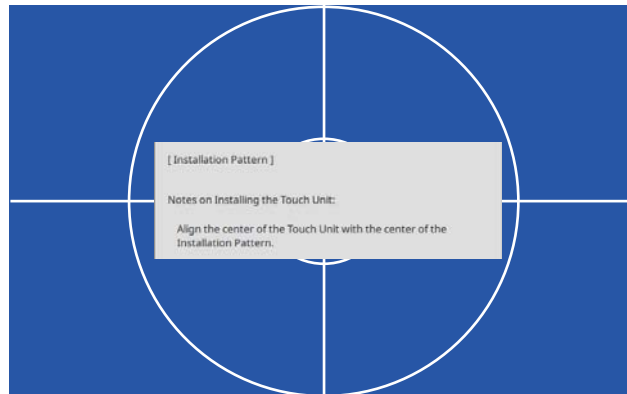 [ Installation Pattern ]
Notes on Installing the Touch Unit:
Align the center of the Touch Unit with the center of the
Installation Pattern.